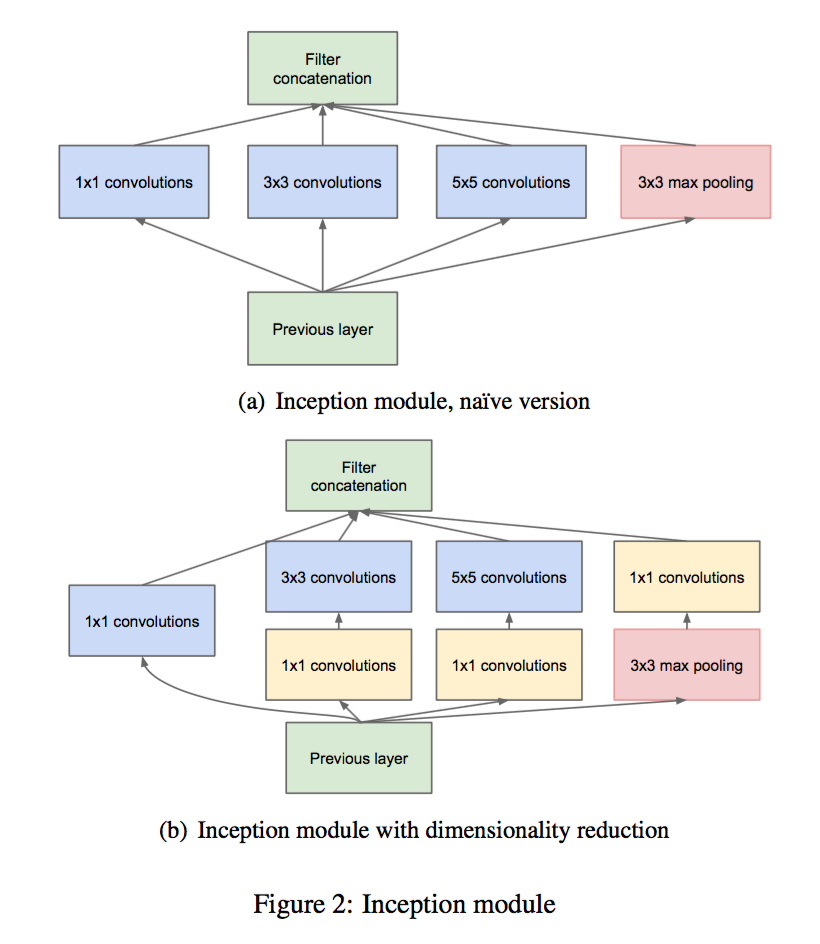 Filter
concatenation
1x1 convolutions
3x3 convolutions
5x5 convolutions
3x3 max pooling
Previous layer
(a) Inception module, naïve version
Filter
concatenation
3x3 convolutions
5x5 convolutions
1x1 convolutions
1x1 convolutions
1x1 convolutions
1x1 convolutions
3x3 max pooling
Previous layer
(b) Inception module with dimensionality reduction
Figure 2: Inception module